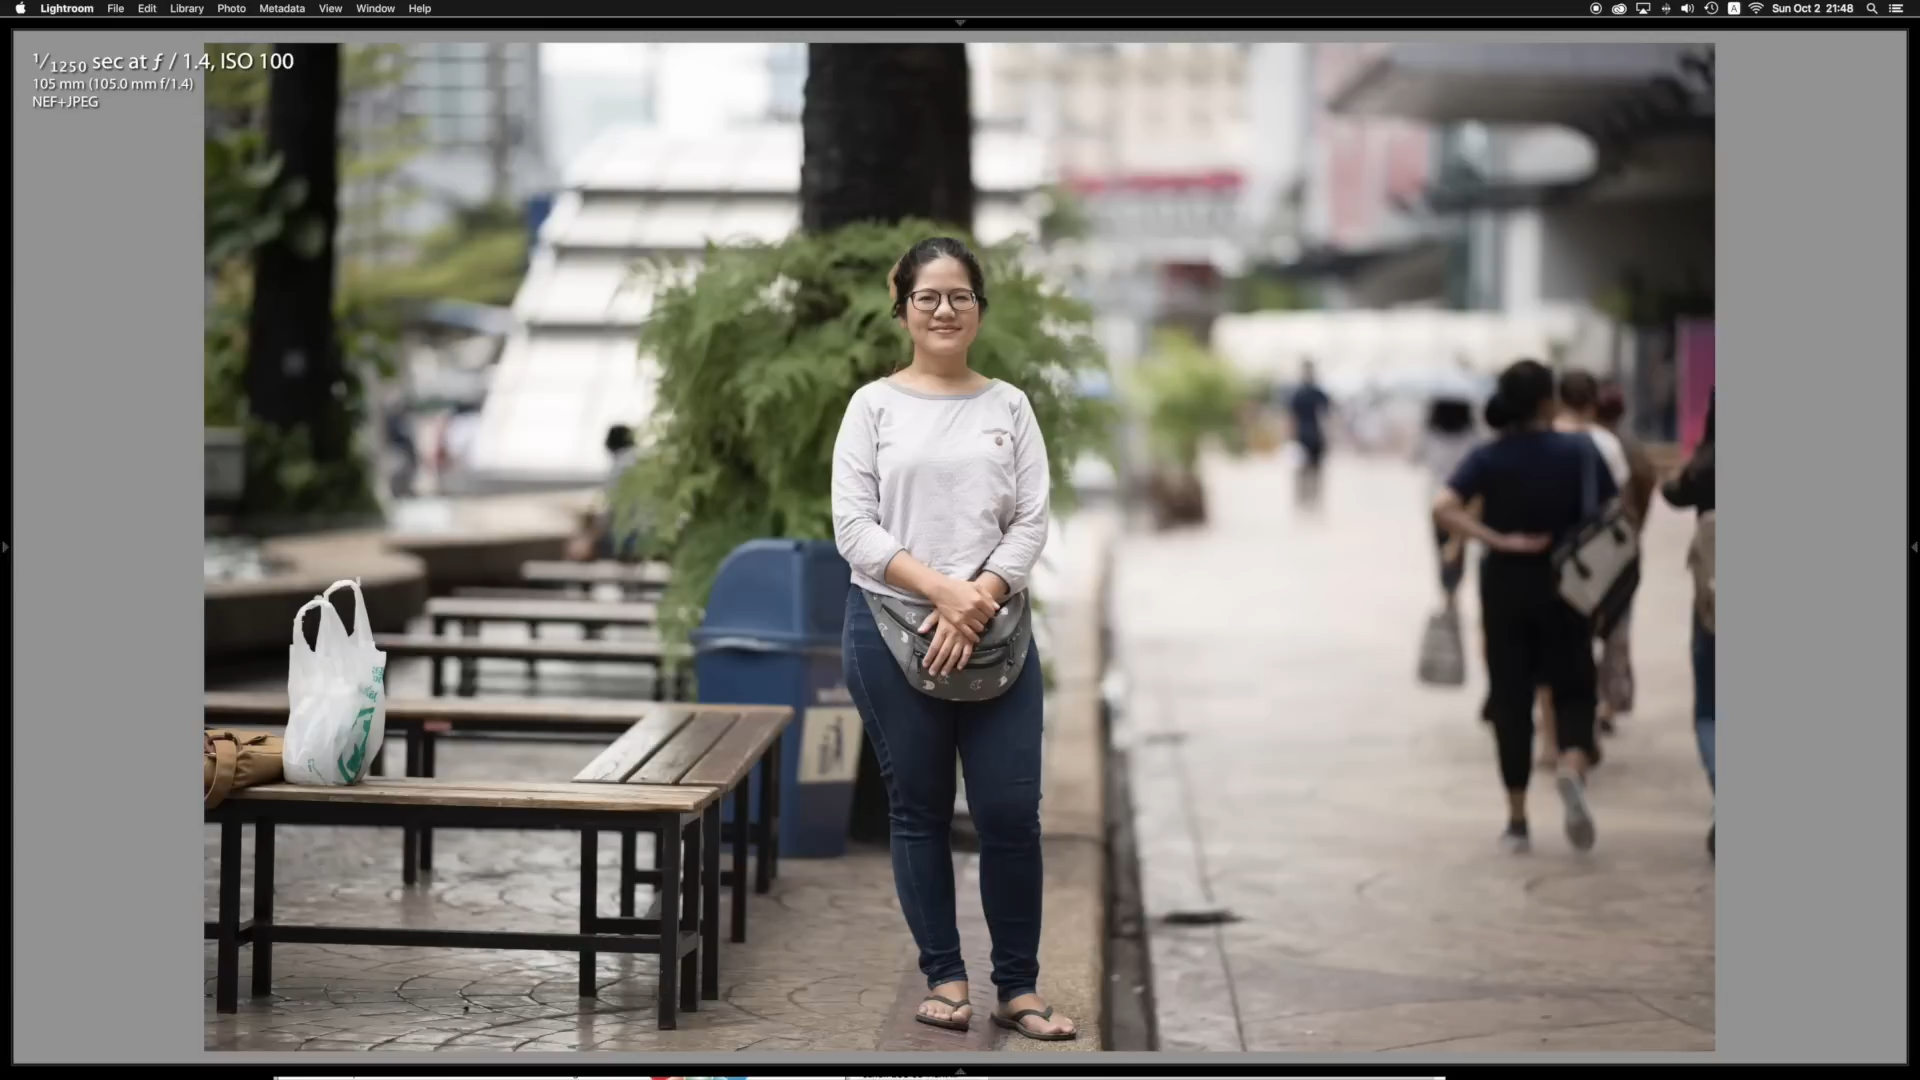 Lightroom File Edit Library Photo Metadata View Window Help
A Sun Oct 2 21:48
1/1250 sec at ƒ / 1.4, ISO 100
105 mm (105.0 mm f/1.4)
NEF+JPEG